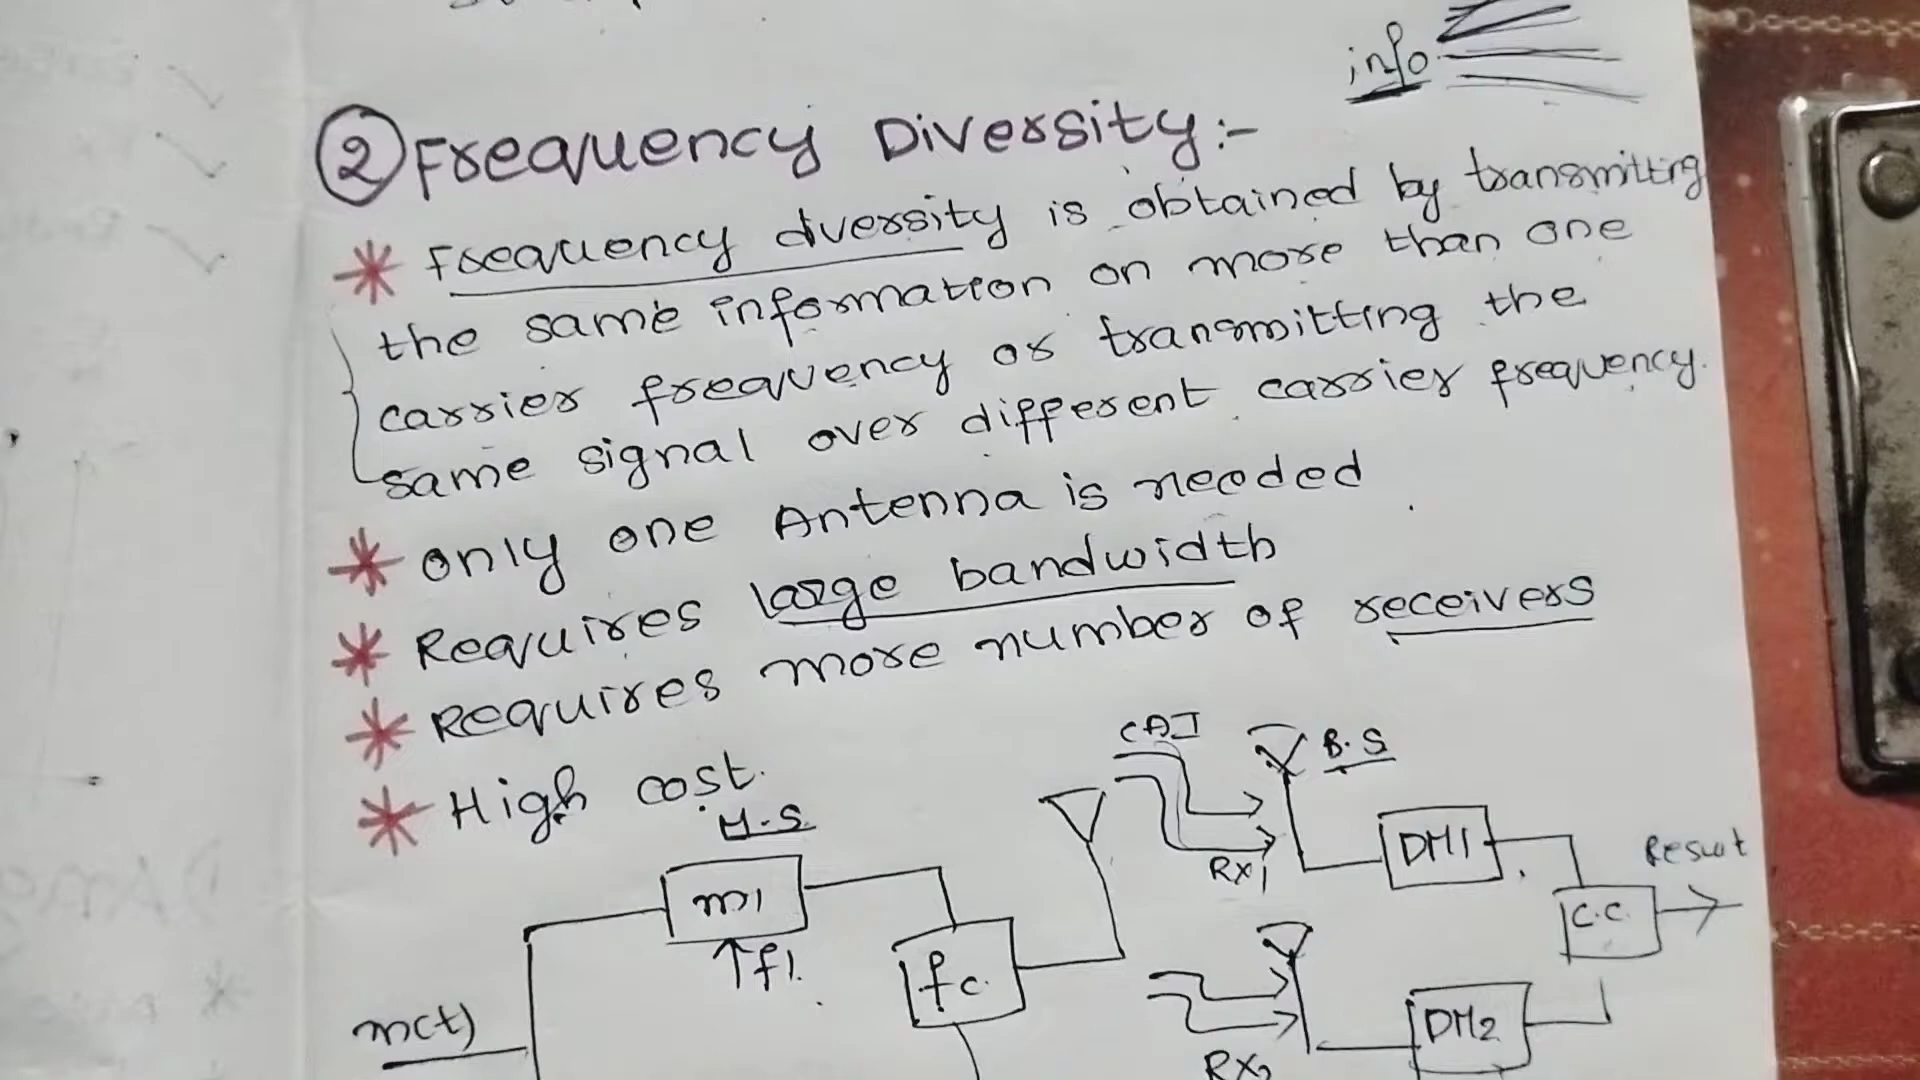 info
② Frequency Diversity:-
* Frequency diversity is obtained by transmitting
the same information on more than one
carrier frequency or transmitting the
same signal over different carrier frequency.
* Only one Antenna is needed
* Requires large bandwidth
* Requires more number of receivers
* High cost.
M.S
m1
↑f1.
fc.
m(t)
B.S
Rx1
DM1
Result
C.C.
DM2
Rx2